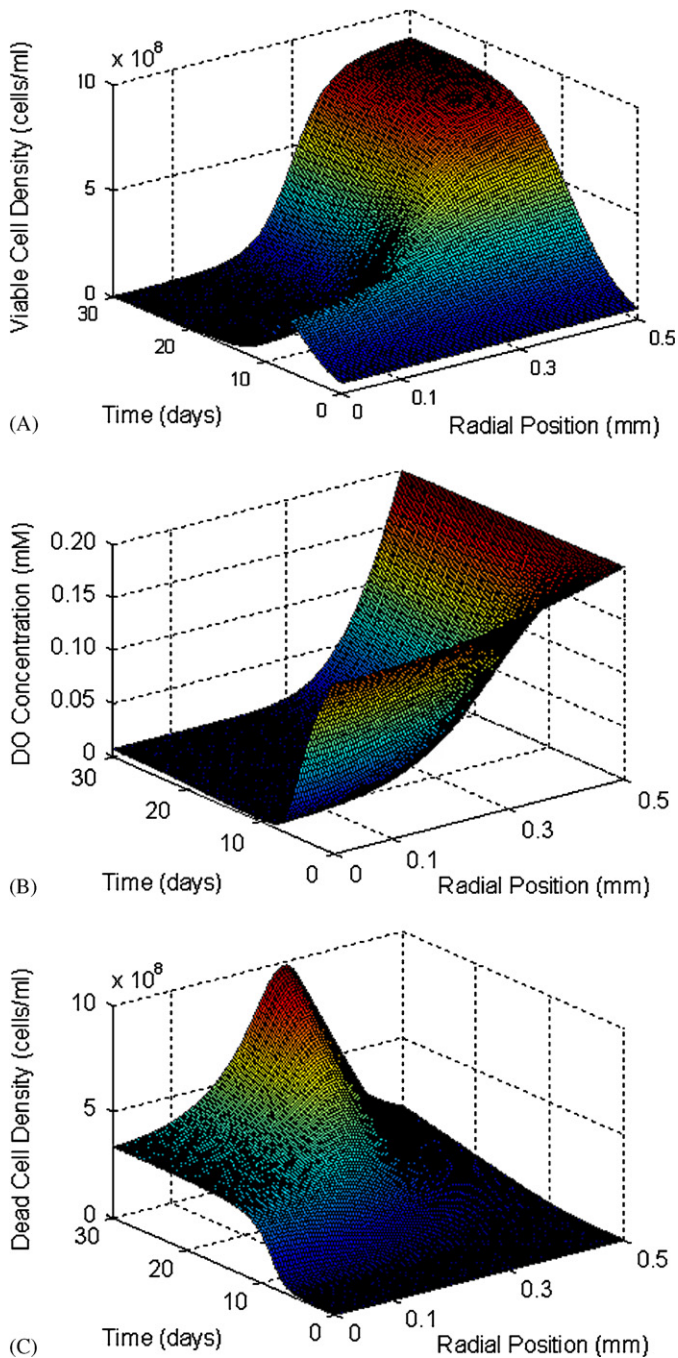 x 10^8
10
5
0
Viable Cell Density (cells/ml)
30
20
10
0
Time (days)
0
0.1
0.3
0.5
Radial Position (mm)
(A)
0.20
0.15
0.10
0.05
0
DO Concentration (mM)
30
20
10
0
Time (days)
0
0.1
0.3
0.5
Radial Position (mm)
(B)
x 10^8
10
5
0
Dead Cell Density (cells/ml)
30
20
10
0
Time (days)
0
0.1
0.3
0.5
Radial Position (mm)
(C)